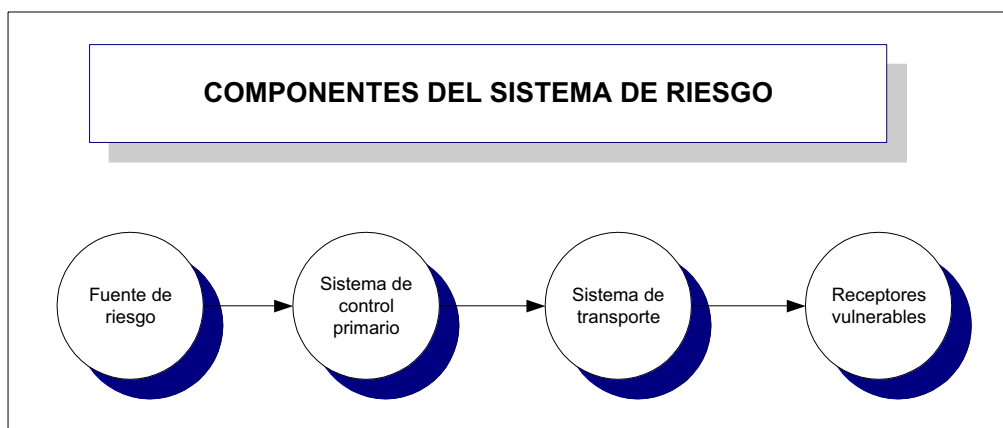 COMPONENTES DEL SISTEMA DE RIESGO
Fuente de
riesgo
Sistema de
control
primario
Sistema de
transporte
Receptores
vulnerables